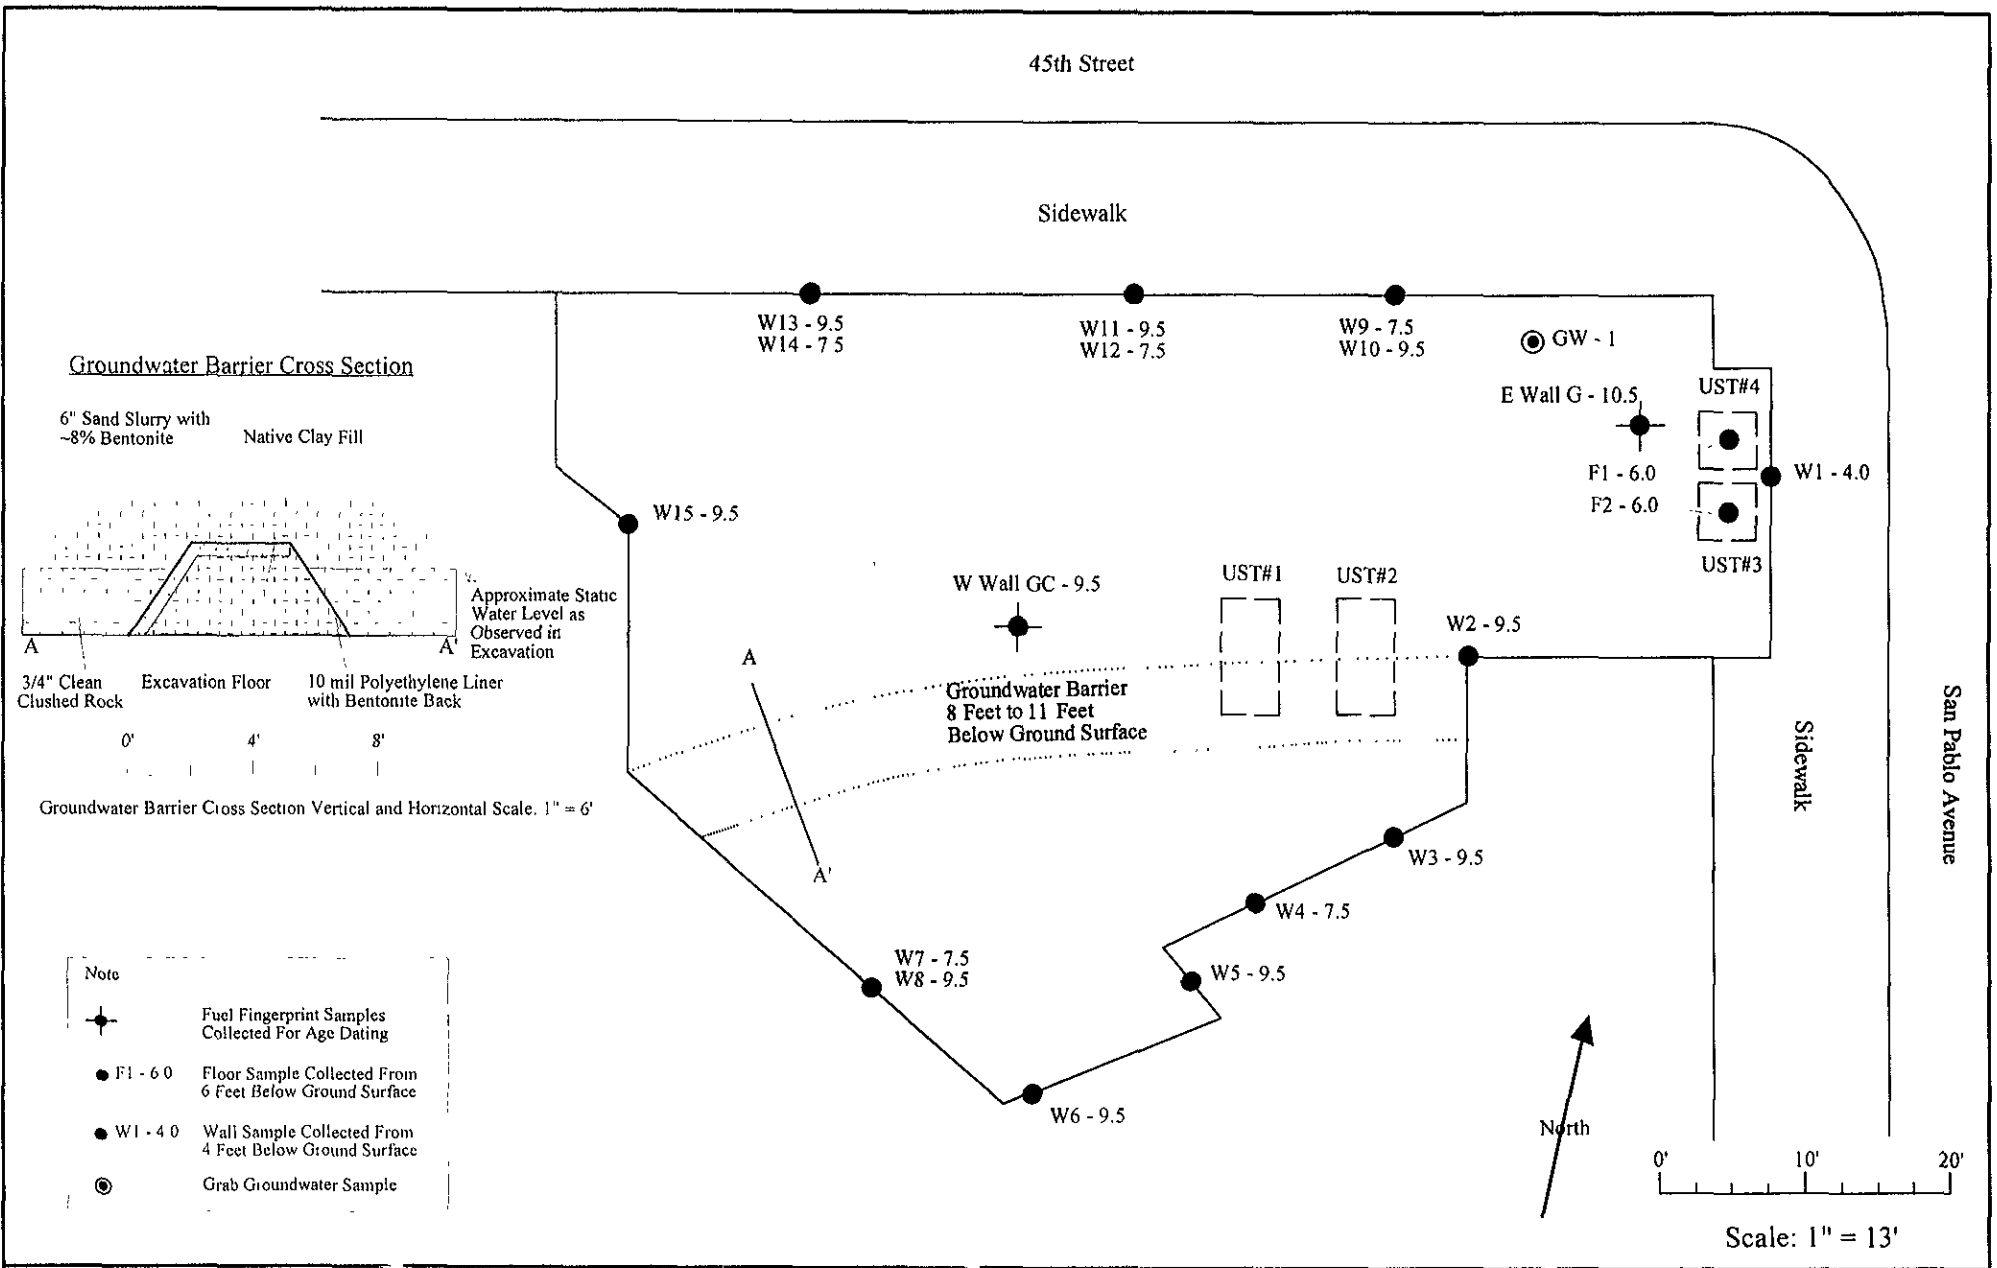 45th Street
Sidewalk
W13 - 9.5
W14 - 7 5
W11 - 9.5
W12 - 7.5
W9 - 7.5
W10 - 9.5
GW - 1
Groundwater Barrier Cross Section
6" Sand Slurry with
~8% Bentonite
Native Clay Fill
E Wall G - 10.5
UST#4
F1 - 6.0
F2 - 6.0
W1 - 4.0
UST#3
W15 - 9.5
W Wall GC - 9.5
UST#1
UST#2
W2 - 9.5
Approximate Static
Water Level as
Observed in
Excavation
A
A'
3/4" Clean
Clushed Rock
Excavation Floor
10 mil Polyethylene Liner
with Bentonite Back
0'
4'
8'
Groundwater Barrier Cross Section Vertical and Horizontal Scale. 1" = 6'
A
Groundwater Barrier
8 Feet to 11 Feet
Below Ground Surface
A'
Sidewalk
San Pablo Avenue
W3 - 9.5
W4 - 7.5
W5 - 9.5
W7 - 7.5
W8 - 9.5
W6 - 9.5
Note
Fuel Fingerprint Samples
Collected For Age Dating
F1 - 6 0
Floor Sample Collected From
6 Feet Below Ground Surface
W1 - 4 0
Wall Sample Collected From
4 Feet Below Ground Surface
Grab Groundwater Sample
North
0'
10'
20'
Scale: 1" = 13'